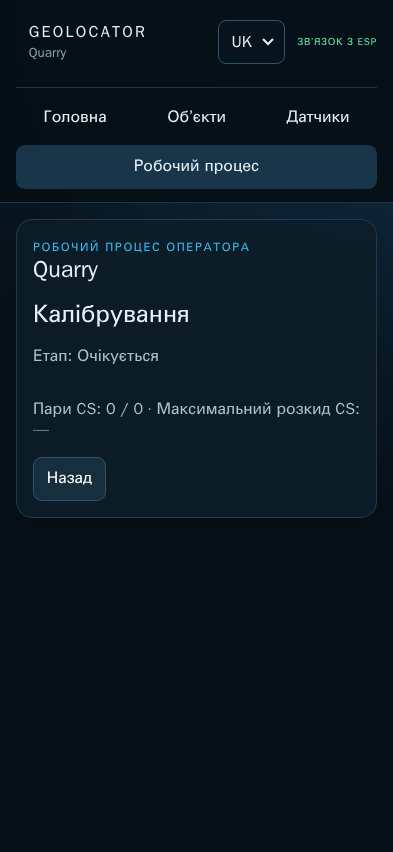 GEOLOCATOR
Quarry
UK
ЗВ'ЯЗОК З ESP
Головна
Об'єкти
Датчики
Робочий процес
РОБОЧИЙ ПРОЦЕС ОПЕРАТОРА
Quarry
Калібрування
Етап: Очікується
Пари CS: 0 / 0 · Максимальний розкид CS:
—
Назад